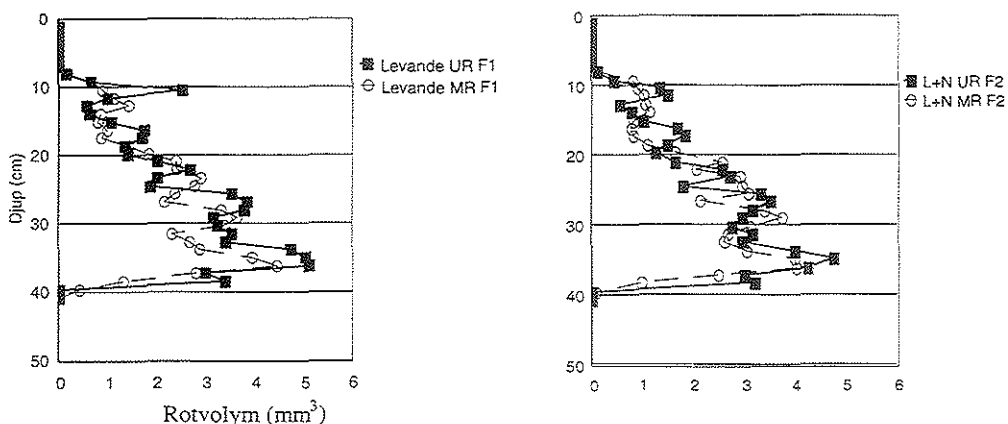 0
10
20
30
40
50
Djup (cm)
0 1 2 3 4 5 6
Rotvolym (mm³)
Levande UR F1
Levande MR F1
0
10
20
30
40
50
0 1 2 3 4 5 6
L+N UR F2
L+N MR F2